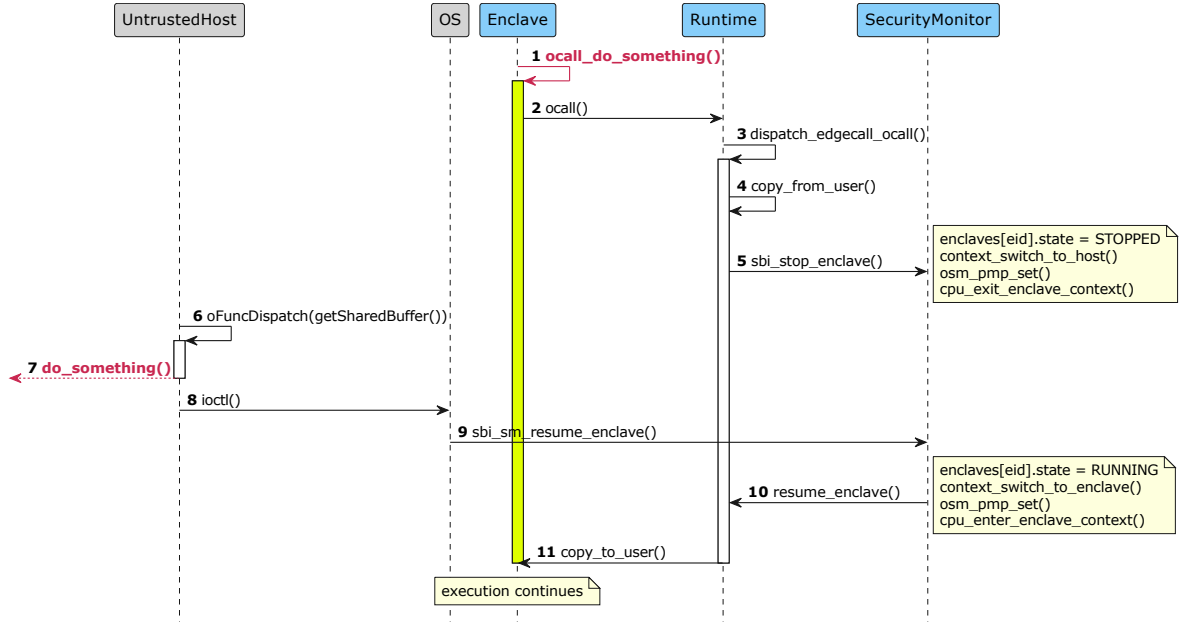 UntrustedHost OS Enclave Runtime SecurityMonitor
1 ocall_do_something()
2 ocall()
3 dispatch_edgecall_ocall()
4 copy_from_user()
enclaves[eid].state = STOPPED
context_switch_to_host()
5 sbi_stop_enclave()
osm_pmp_set()
cpu_exit_enclave_context()
6 oFuncDispatch(getSharedBuffer())
7 do_something()
8 ioctl()
9 sbi_sm_resume_enclave()
enclaves[eid].state = RUNNING
context_switch_to_enclave()
10 resume_enclave()
osm_pmp_set()
cpu_enter_enclave_context()
11 copy_to_user()
execution continues